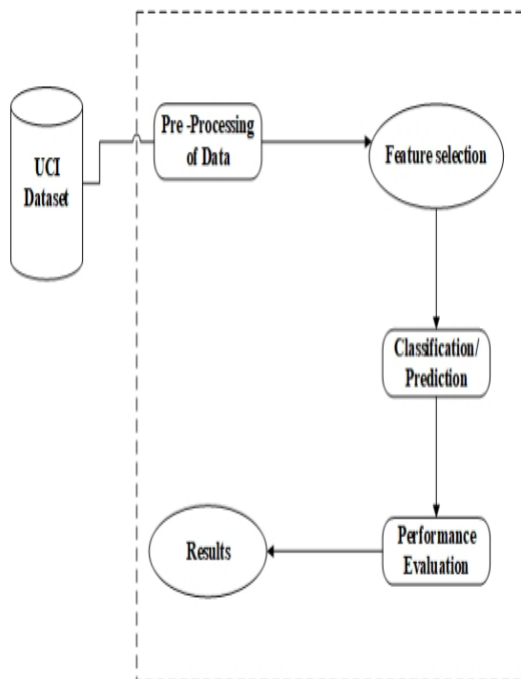 UCI
Dataset
Pre -Processing
of Data
Feature selection
Classification/
Prediction
Performance
Evaluation
Results